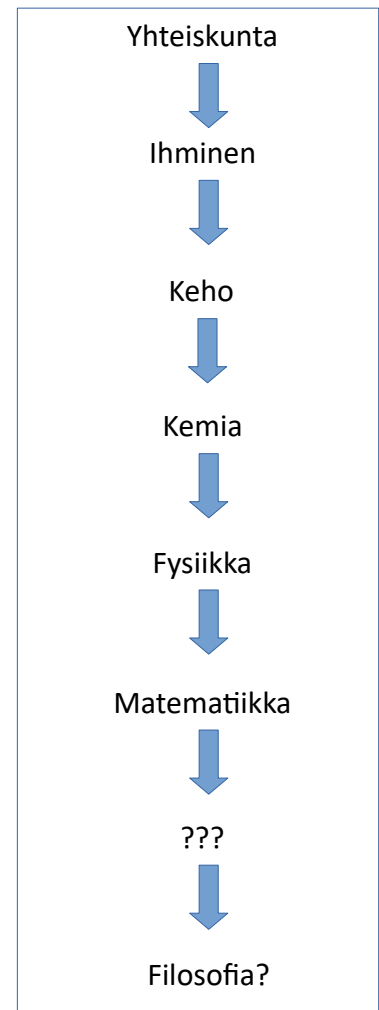 Yhteiskunta
Ihminen
Keho
Kemia
Fysiikka
Matematiikka
???
Filosofia?